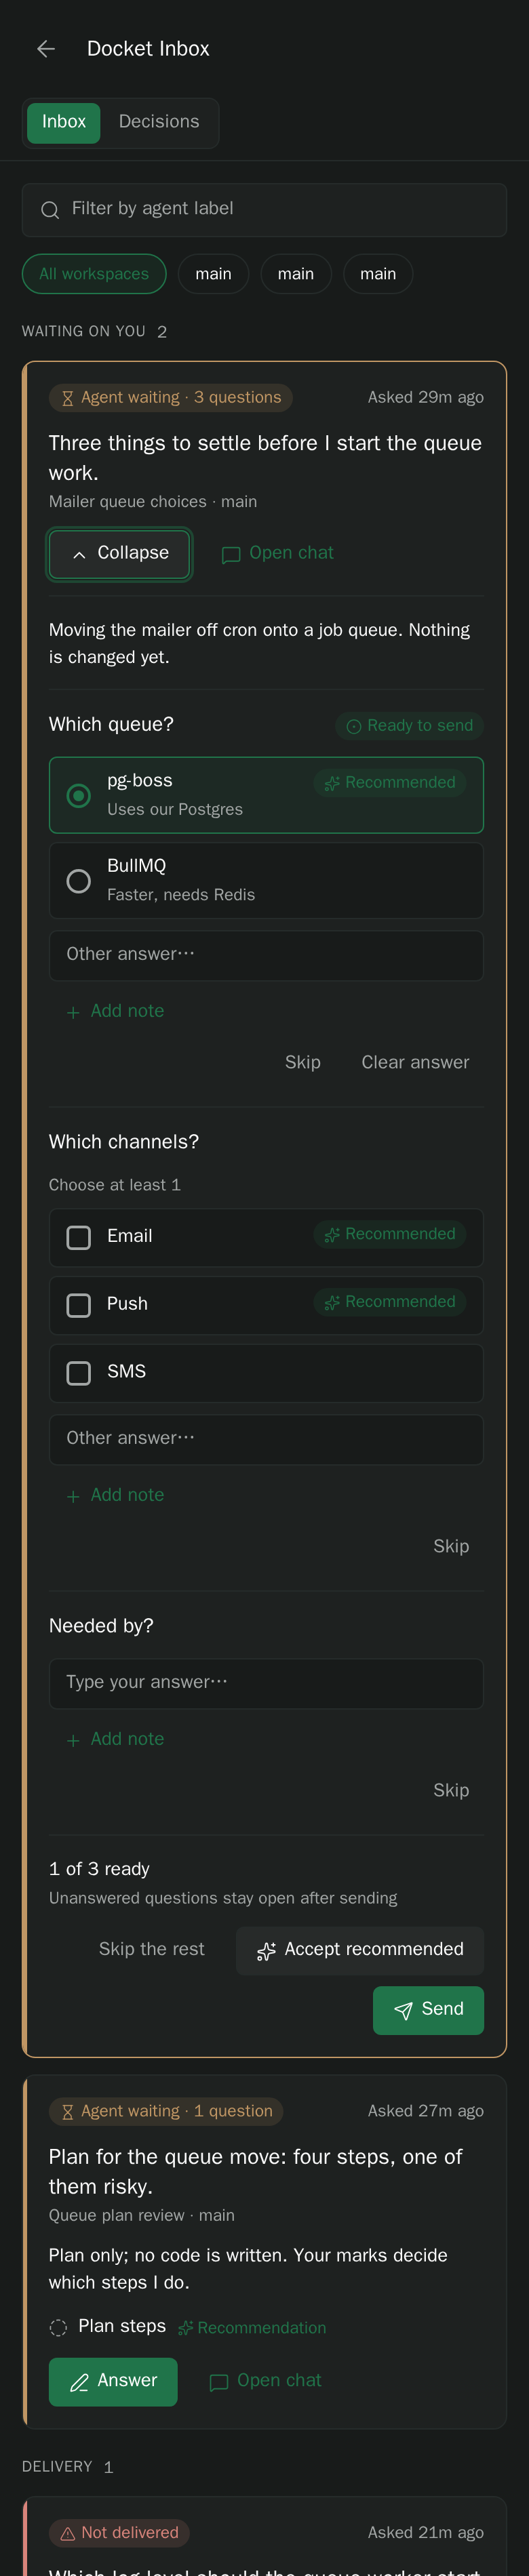 Docket Inbox
Inbox
Decisions
Filter by agent label
All workspaces
main
main
main
WAITING ON YOU 2
Agent waiting · 3 questions
Asked 29m ago
Three things to settle before I start the queue
work.
Mailer queue choices · main
Collapse
Open chat
Moving the mailer off cron onto a job queue. Nothing
is changed yet.
Which queue?
Ready to send
pg-boss
Recommended
Uses our Postgres
BullMQ
Faster, needs Redis
Other answer…
Add note
Skip
Clear answer
Which channels?
Choose at least 1
Email
Recommended
Push
Recommended
SMS
Other answer…
Add note
Skip
Needed by?
Type your answer…
Add note
Skip
1 of 3 ready
Unanswered questions stay open after sending
Skip the rest
Accept recommended
Send
Agent waiting · 1 question
Asked 27m ago
Plan for the queue move: four steps, one of
them risky.
Queue plan review · main
Plan only; no code is written. Your marks decide
which steps I do.
Plan steps
Recommendation
Answer
Open chat
DELIVERY 1
Not delivered
Asked 21m ago
Which log level should the queue worker start